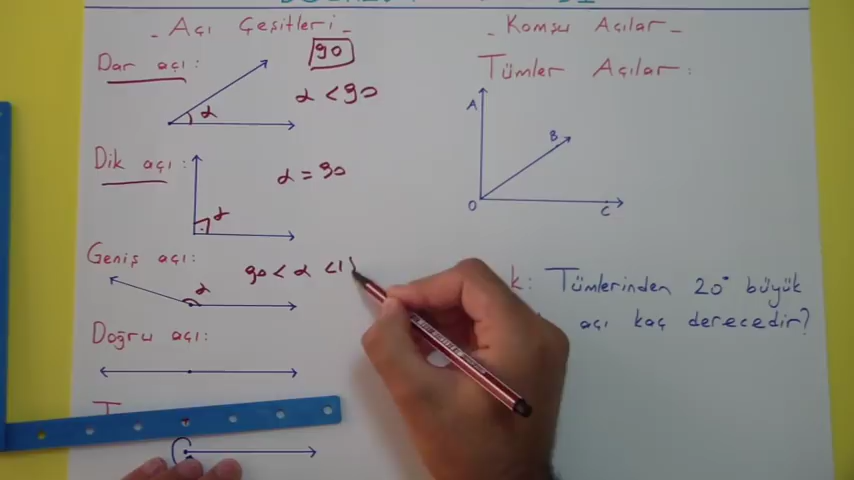 - Açı Çeşitleri -
90
Dar açı:
α < 90
α
Dik açı:
α = 90
α
Geniş açı:
90 < α < 1
α
Doğru açı:
- Komşu Açılar -
Tümler Açılar:
A
B
O
C
k: Tümlerinden 20° büyük
açı kaç derecedir?